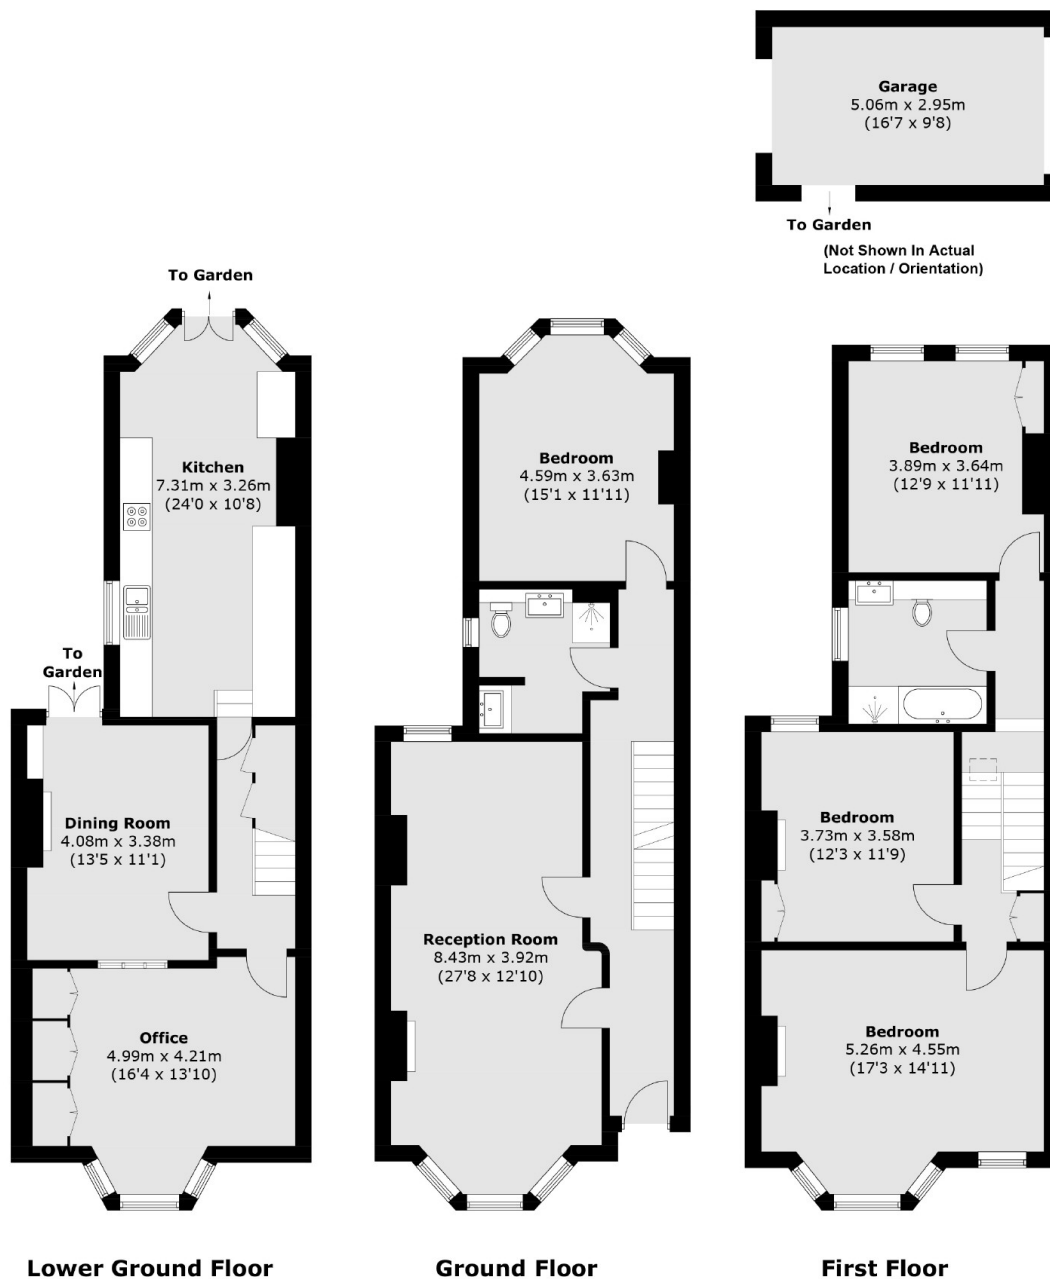 Garage
5.06m x 2.95m
(16'7 x 9'8)
To Garden
(Not Shown In Actual
Location / Orientation)
To Garden
Kitchen
7.31m x 3.26m
(24'0 x 10'8)
To
Garden
Dining Room
4.08m x 3.38m
(13'5 x 11'1)
Office
4.99m x 4.21m
(16'4 x 13'10)
Lower Ground Floor
Bedroom
4.59m x 3.63m
(15'1 x 11'11)
Reception Room
8.43m x 3.92m
(27'8 x 12'10)
Ground Floor
Bedroom
3.89m x 3.64m
(12'9 x 11'11)
Bedroom
3.73m x 3.58m
(12'3 x 11'9)
Bedroom
5.26m x 4.55m
(17'3 x 14'11)
First Floor